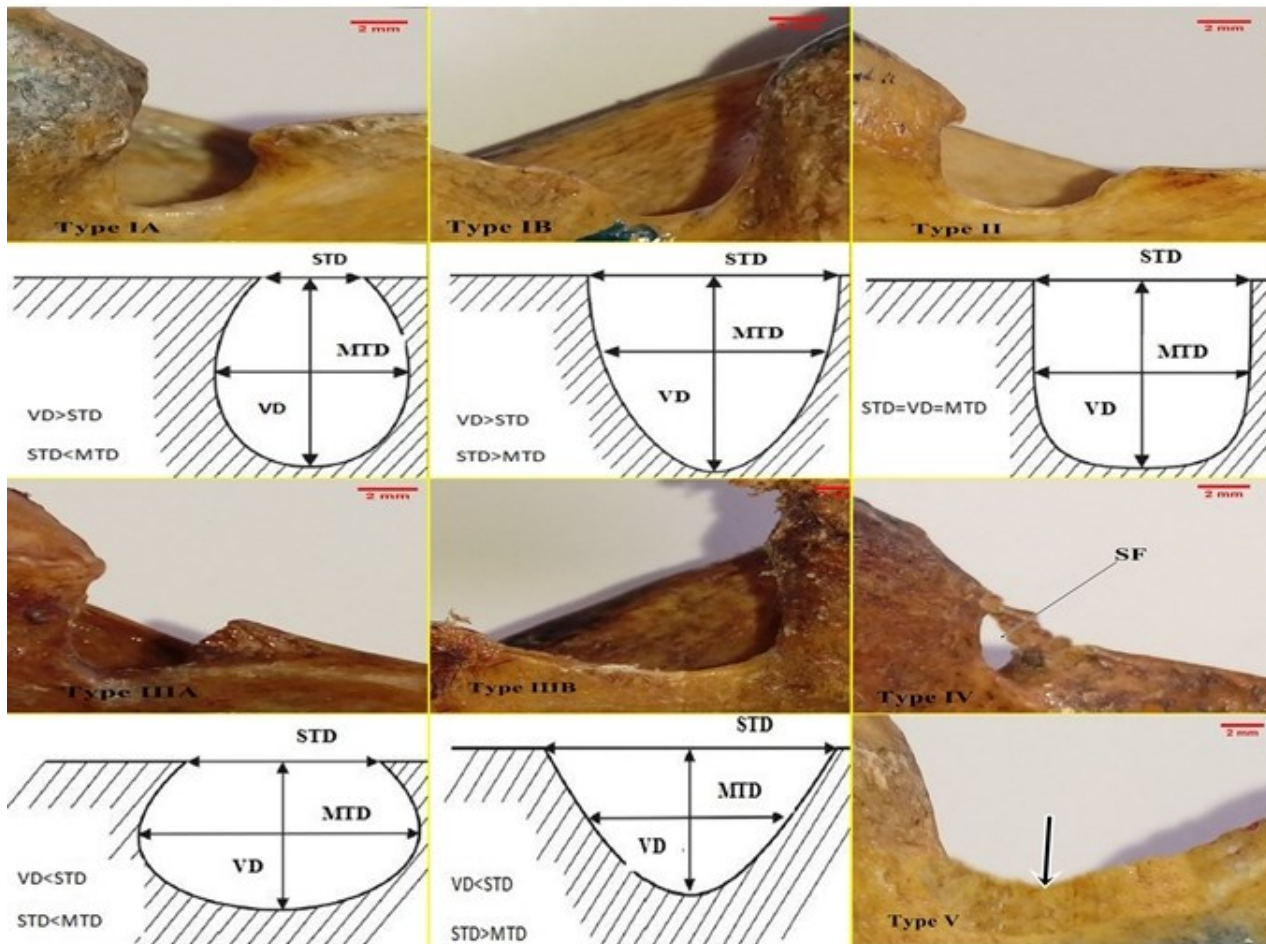 2 mm
Type IA
Type IB
2 mm
Type II
STD
MTD
VD
VD>STD
STD<MTD
STD
MTD
VD
VD>STD
STD>MTD
STD
MTD
VD
STD=VD=MTD
2 mm
Type IIIA
Type IIIB
2 mm
SF
Type IV
STD
MTD
VD
VD<STD
STD<MTD
STD
MTD
VD
VD<STD
STD>MTD
2 mm
Type V